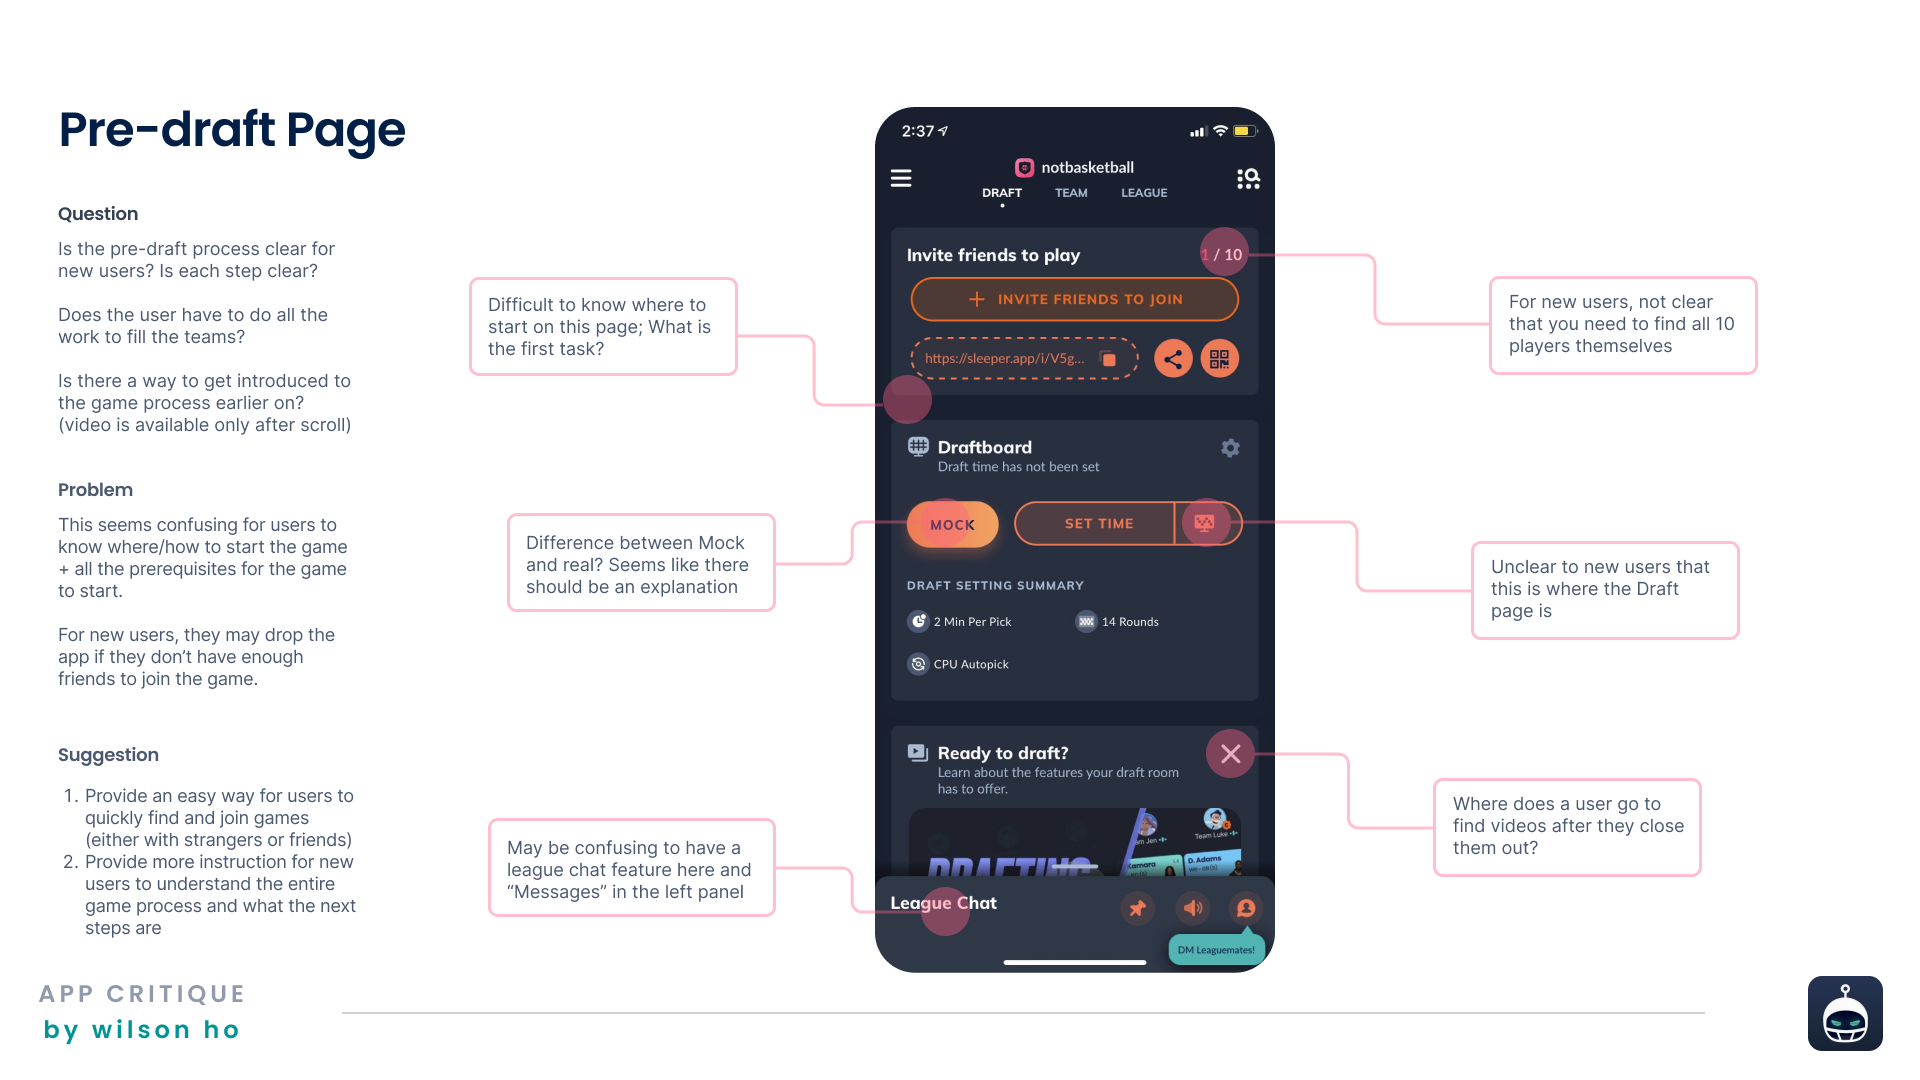 Pre-draft Page
Question
Is the pre-draft process clear for
new users? Is each step clear?
Does the user have to do all the
work to fill the teams?
Is there a way to get introduced to
the game process earlier on?
(video is available only after scroll)
Problem
This seems confusing for users to
know where/how to start the game
+ all the prerequisites for the game
to start.
For new users, they may drop the
app if they don’t have enough
friends to join the game.
Suggestion
1. Provide an easy way for users to
quickly find and join games
(either with strangers or friends)
2. Provide more instruction for new
users to understand the entire
game process and what the next
steps are
Difficult to know where to
start on this page; What is
the first task?
Difference between Mock
and real? Seems like there
should be an explanation
May be confusing to have a
league chat feature here and
“Messages” in the left panel
2:37
notbasketball
DRAFT TEAM LEAGUE
Invite friends to play 1 / 10
+ INVITE FRIENDS TO JOIN
https://sleeper.app/i/V5g...
Draftboard
Draft time has not been set
MOCK SET TIME
DRAFT SETTING SUMMARY
2 Min Per Pick 14 Rounds
CPU Autopick
Ready to draft?
Learn about the features your draft room
has to offer.
DRAFTING
Team Luke
D. Adams
League Chat
DM Leaguemates!
For new users, not clear
that you need to find all 10
players themselves
Unclear to new users that
this is where the Draft
page is
Where does a user go to
find videos after they close
them out?
APP CRITIQUE
by wilson ho